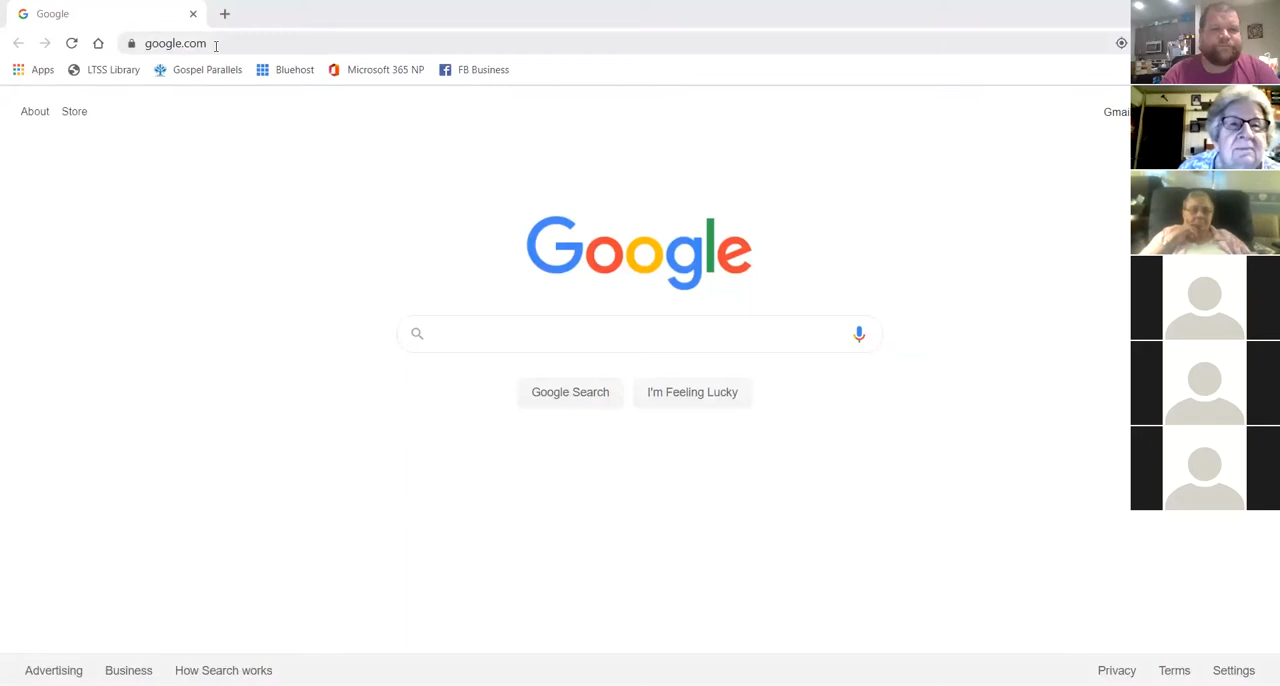 Google
google.com
Apps LTSS Library Gospel Parallels Bluehost Microsoft 365 NP FB Business
About Store Gmai
Google
Google Search I'm Feeling Lucky
Advertising Business How Search works Privacy Terms Settings